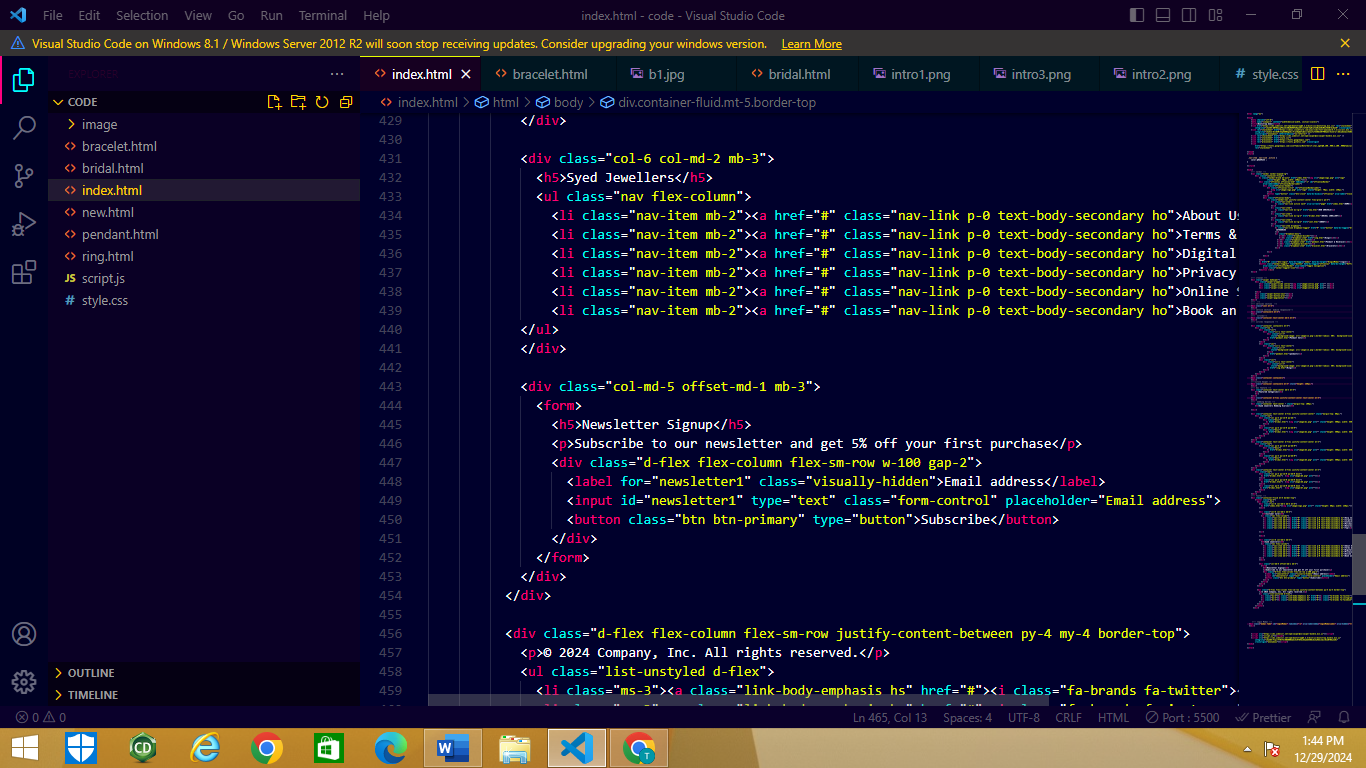 File Edit Selection View Go Run Terminal Help
index.html - code - Visual Studio Code
Visual Studio Code on Windows 8.1 / Windows Server 2012 R2 will soon stop receiving updates. Consider upgrading your windows version. Learn More
EXPLORER
CODE
image
bracelet.html
bridal.html
index.html
new.html
pendant.html
ring.html
JS script.js
# style.css
OUTLINE
TIMELINE
index.html bracelet.html b1.jpg bridal.html intro1.png intro3.png intro2.png # style.css
index.html > html > body > div.container-fluid.mt-5.border-top
429 </div>
430
431 <div class="col-6 col-md-2 mb-3">
432 <h5>Syed Jewellers</h5>
433 <ul class="nav flex-column">
434 <li class="nav-item mb-2"><a href="#" class="nav-link p-0 text-body-secondary ho">About Us
435 <li class="nav-item mb-2"><a href="#" class="nav-link p-0 text-body-secondary ho">Terms &
436 <li class="nav-item mb-2"><a href="#" class="nav-link p-0 text-body-secondary ho">Digital
437 <li class="nav-item mb-2"><a href="#" class="nav-link p-0 text-body-secondary ho">Privacy
438 <li class="nav-item mb-2"><a href="#" class="nav-link p-0 text-body-secondary ho">Online
439 <li class="nav-item mb-2"><a href="#" class="nav-link p-0 text-body-secondary ho">Book an
440 </ul>
441 </div>
442
443 <div class="col-md-5 offset-md-1 mb-3">
444 <form>
445 <h5>Newsletter Signup</h5>
446 <p>Subscribe to our newsletter and get 5% off your first purchase</p>
447 <div class="d-flex flex-column flex-sm-row w-100 gap-2">
448 <label for="newsletter1" class="visually-hidden">Email address</label>
449 <input id="newsletter1" type="text" class="form-control" placeholder="Email address">
450 <button class="btn btn-primary" type="button">Subscribe</button>
451 </div>
452 </form>
453 </div>
454 </div>
455
456 <div class="d-flex flex-column flex-sm-row justify-content-between py-4 my-4 border-top">
457 <p>© 2024 Company, Inc. All rights reserved.</p>
458 <ul class="list-unstyled d-flex">
459 <li class="ms-3"><a class="link-body-emphasis hs" href="#"><i class="fa-brands fa-twitter">
0 0 Ln 465, Col 13 Spaces: 4 UTF-8 CRLF HTML Port : 5500 Prettier
CD
W
T
1:44 PM
12/29/2024